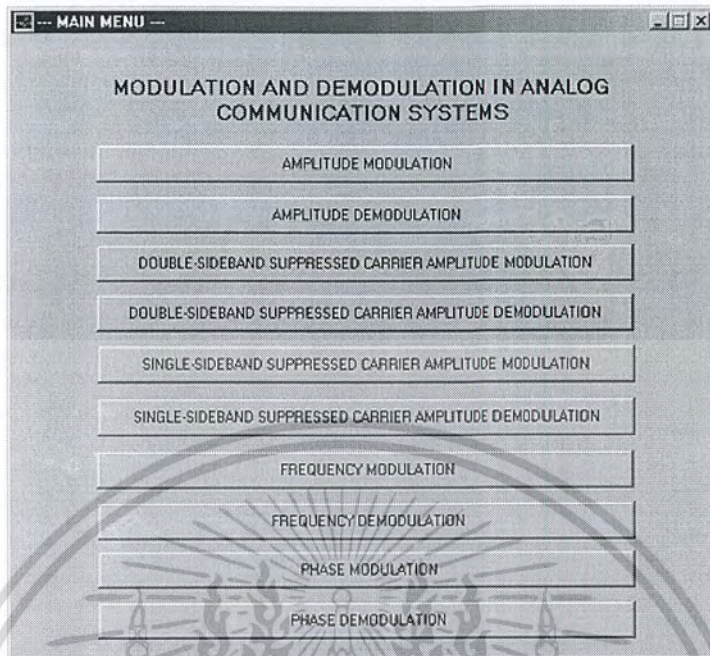 --- MAIN MENU ---
MODULATION AND DEMODULATION IN ANALOG
COMMUNICATION SYSTEMS
AMPLITUDE MODULATION
AMPLITUDE DEMODULATION
DOUBLE-SIDEBAND SUPPRESSED CARRIER AMPLITUDE MODULATION
DOUBLE-SIDEBAND SUPPRESSED CARRIER AMPLITUDE DEMODULATION
SINGLE-SIDEBAND SUPPRESSED CARRIER AMPLITUDE MODULATION
SINGLE-SIDEBAND SUPPRESSED CARRIER AMPLITUDE DEMODULATION
FREQUENCY MODULATION
FREQUENCY DEMODULATION
PHASE MODULATION
PHASE DEMODULATION